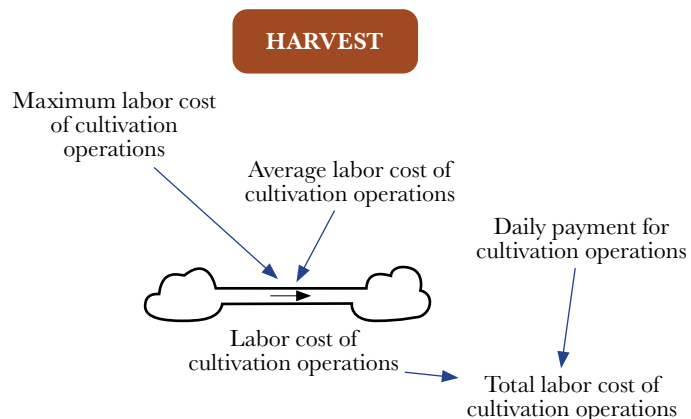 HARVEST
Maximum labor cost
of cultivation
operations
Average labor cost of
cultivation operations
Daily payment for
cultivation operations
Labor cost of
cultivation operations
Total labor cost of
cultivation operations